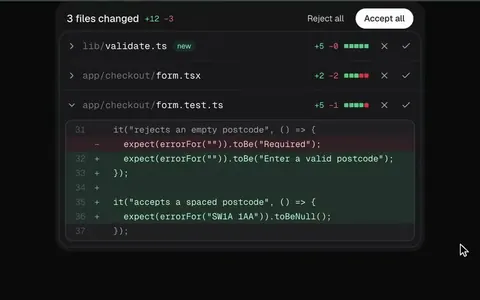 3 files changed +12 −3 Reject all Accept all
lib/validate.ts new +5 −0
app/checkout/form.tsx +2 −2
app/checkout/form.test.ts +5 −1
31 it("rejects an empty postcode", () => {
− expect(errorFor("")).toBe("Required");
32 + expect(errorFor("")).toBe("Enter a valid postcode");
33 + });
34 +
35 + it("accepts a spaced postcode", () => {
36 + expect(errorFor("SW1A 1AA")).toBeNull();
37 });